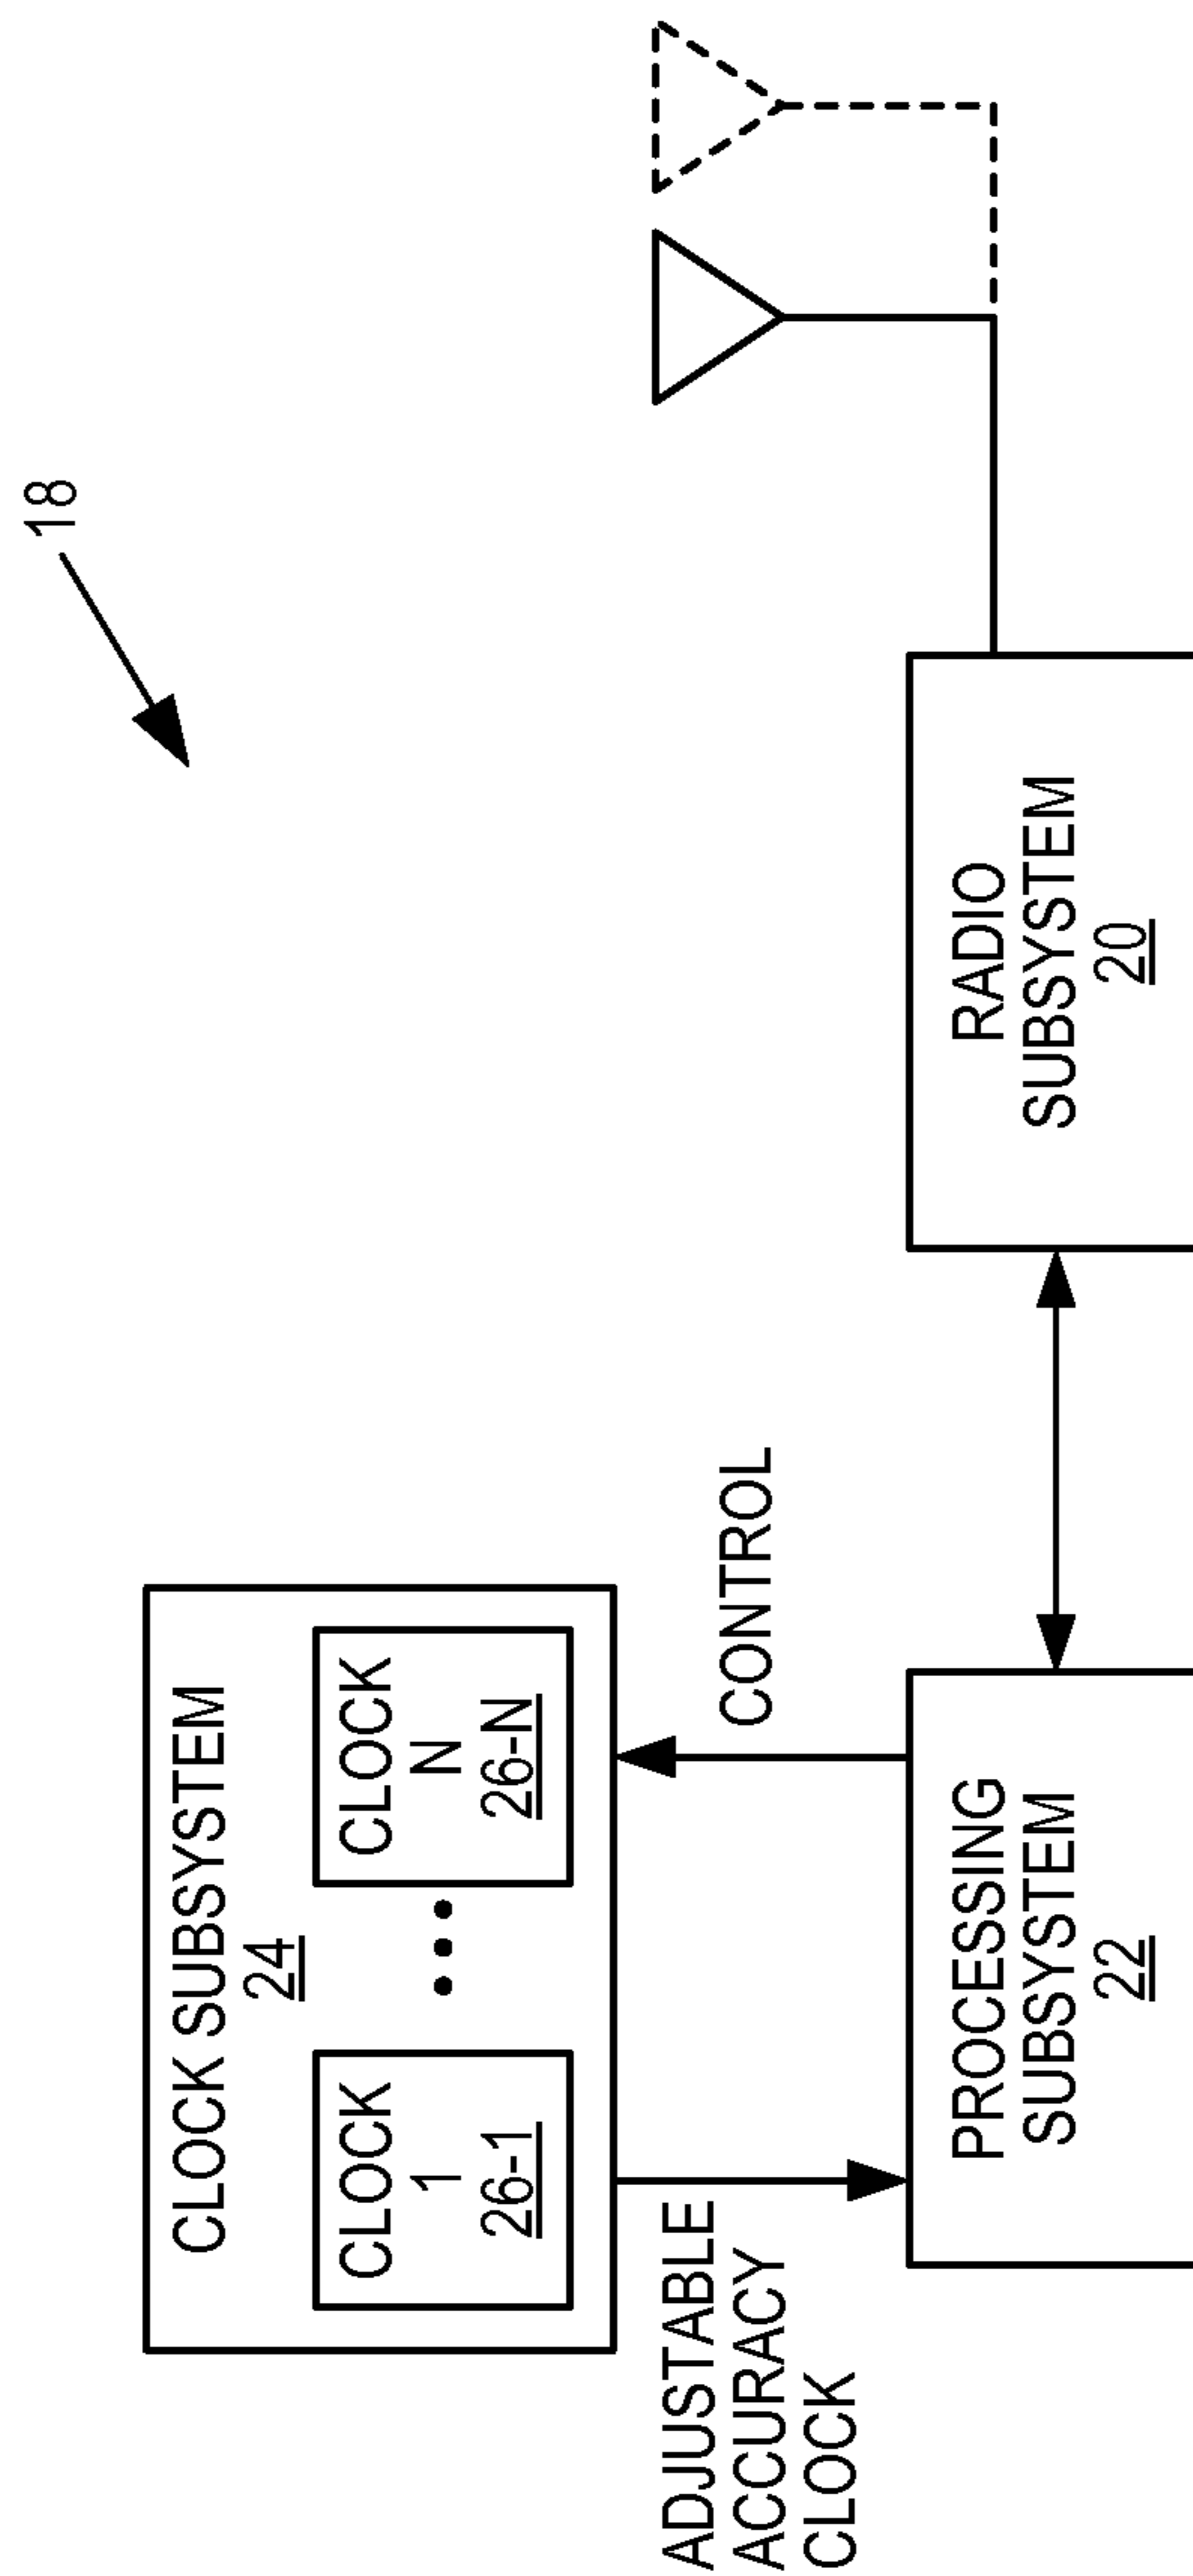 18
CLOCK SUBSYSTEM
24
CLOCK
1
26-1
CLOCK
N
26-N
ADJUSTABLE
ACCURACY
CLOCK
CONTROL
PROCESSING
SUBSYSTEM
22
RADIO
SUBSYSTEM
20